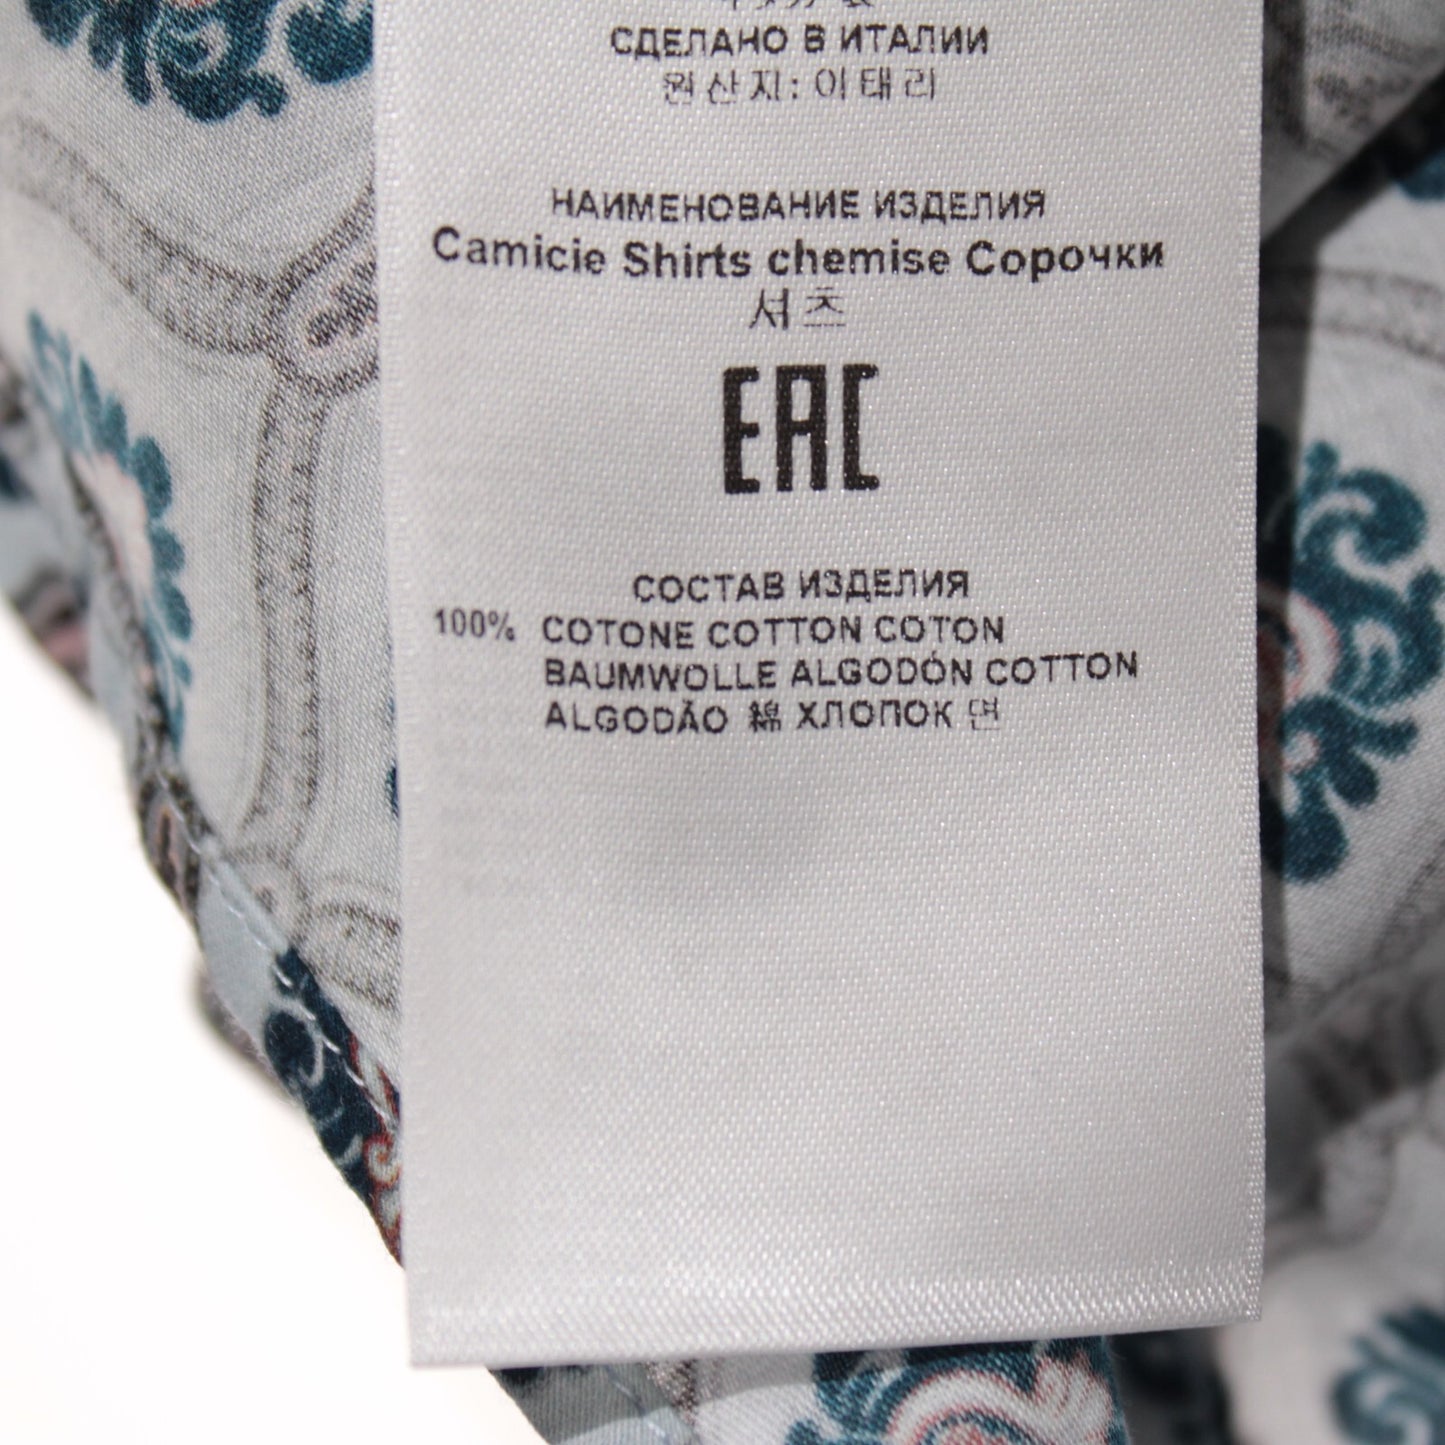 СДЕЛАНО В ИТАЛИИ
원산지: 이태리
НАИМЕНОВАНИЕ ИЗДЕЛИЯ
Camicie Shirts chemise Сорочки
셔츠
EAC
СОСТАВ ИЗДЕЛИЯ
100% COTONE COTTON COTON
BAUMWOLLE ALGODÓN COTTON
ALGODÃO 綿 ХЛОПОК 면